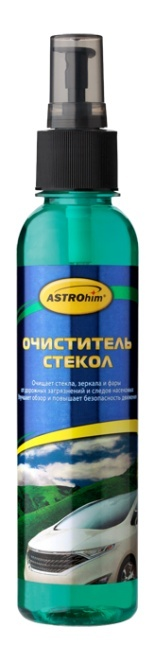 ASTROhim®
ОЧИСТИТЕЛЬ
СТЕКОЛ
Очищает стекла, зеркала и фары
от дорожных загрязнений и следов насекомых
Улучшает обзор и повышает безопасность движения